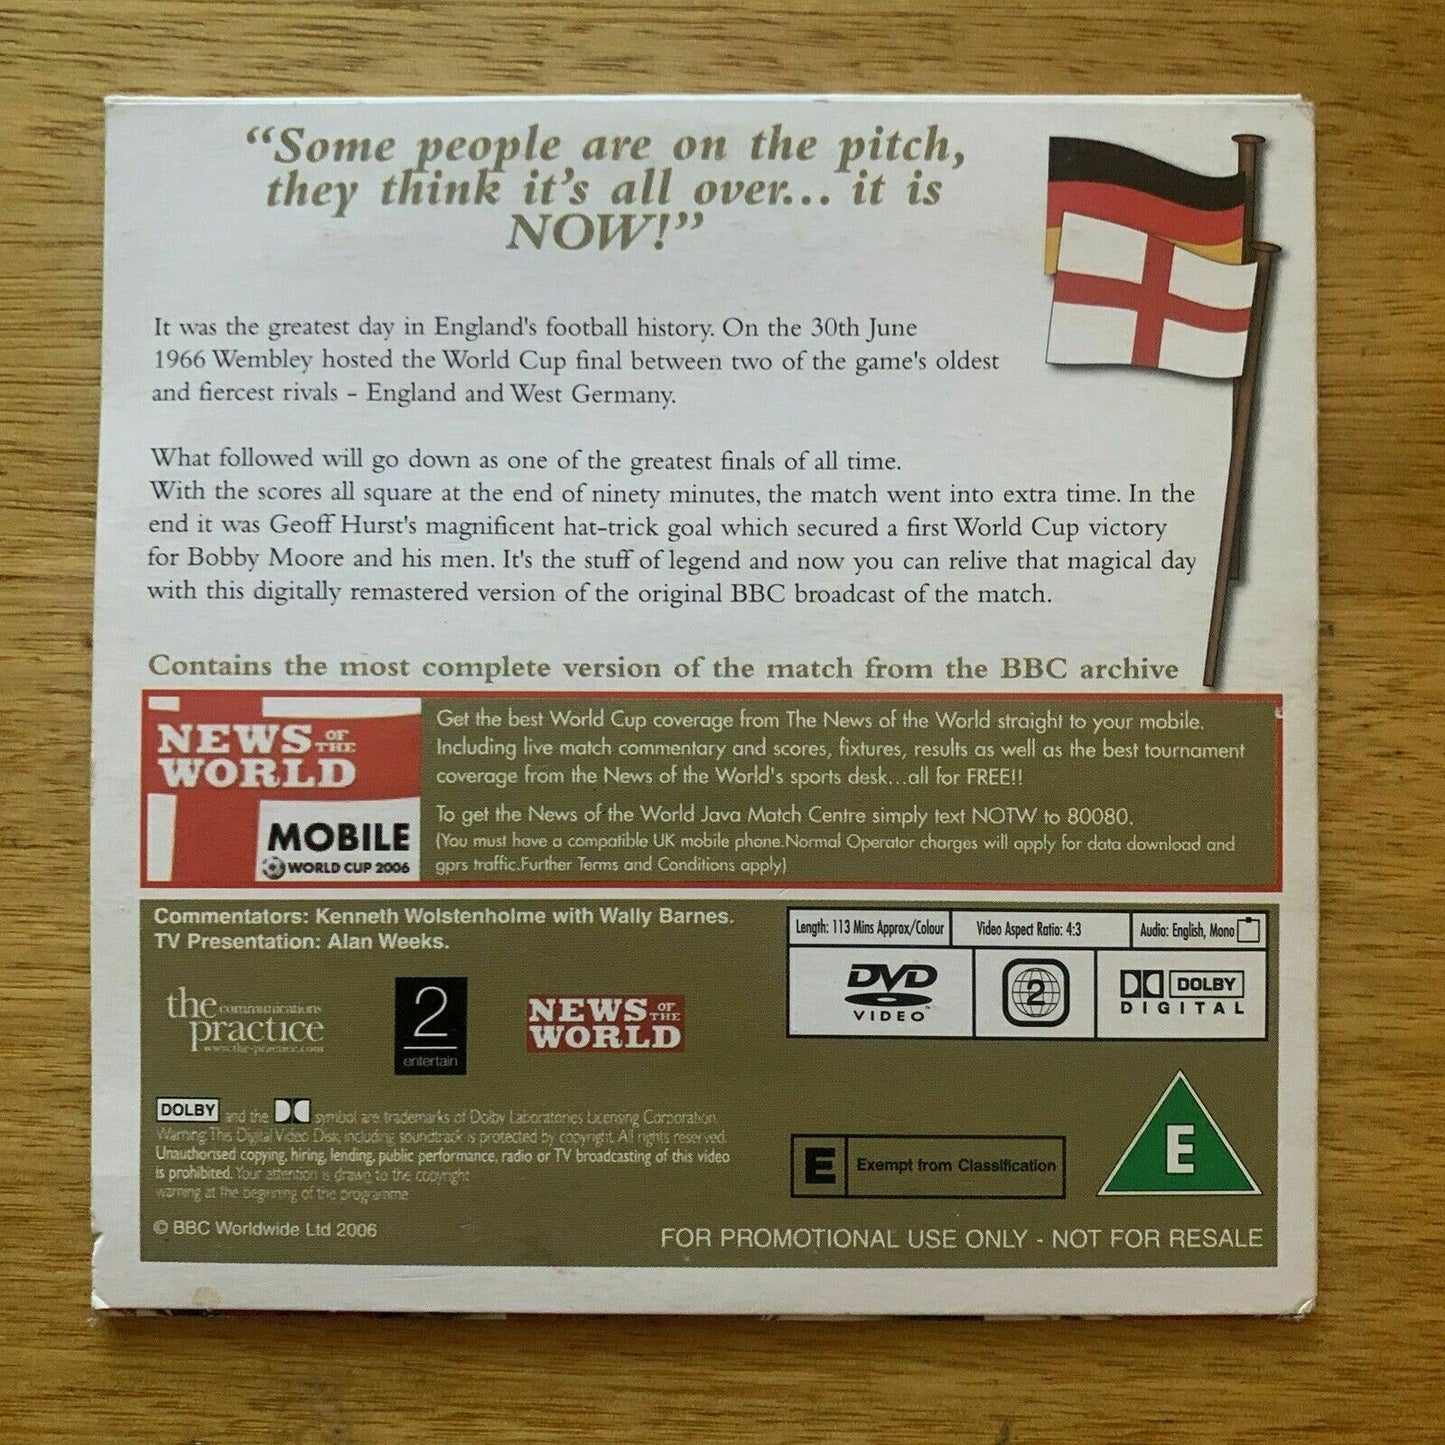 “Some people are on the pitch,
they think it’s all over... it is
NOW!”
It was the greatest day in England's football history. On the 30th June
1966 Wembley hosted the World Cup final between two of the game's oldest
and fiercest rivals - England and West Germany.
What followed will go down as one of the greatest finals of all time.
With the scores all square at the end of ninety minutes, the match went into extra time. In the
end it was Geoff Hurst's magnificent hat-trick goal which secured a first World Cup victory
for Bobby Moore and his men. It's the stuff of legend and now you can relive that magical day
with this digitally remastered version of the original BBC broadcast of the match.
Contains the most complete version of the match from the BBC archive
NEWS OF THE
WORLD
MOBILE
WORLD CUP 2006
Get the best World Cup coverage from The News of the World straight to your mobile.
Including live match commentary and scores, fixtures, results as well as the best tournament
coverage from the News of the World's sports desk...all for FREE!!
To get the News of the World Java Match Centre simply text NOTW to 80080.
(You must have a compatible UK mobile phone.Normal Operator charges will apply for data download and
gprs traffic.Further Terms and Conditions apply)
Commentators: Kenneth Wolstenholme with Wally Barnes.
TV Presentation: Alan Weeks.
Length: 113 Mins Approx/Colour
Video Aspect Ratio: 4:3
Audio: English, Mono
the communications
practice
www.the-practice.com
2
entertain
NEWS OF THE
WORLD
DVD
VIDEO
2
DOLBY
DIGITAL
DOLBY and the symbol are trademarks of Dolby Laboratories Licensing Corporation.
Warning: This Digital Video Disk, including soundtrack is protected by copyright. All rights reserved.
Unauthorised copying, hiring, lending, public performance, radio or TV broadcasting of this video
is prohibited. Your attention is drawn to the copyright
warning at the beginning of the programme
E Exempt from Classification
E
© BBC Worldwide Ltd 2006
FOR PROMOTIONAL USE ONLY - NOT FOR RESALE